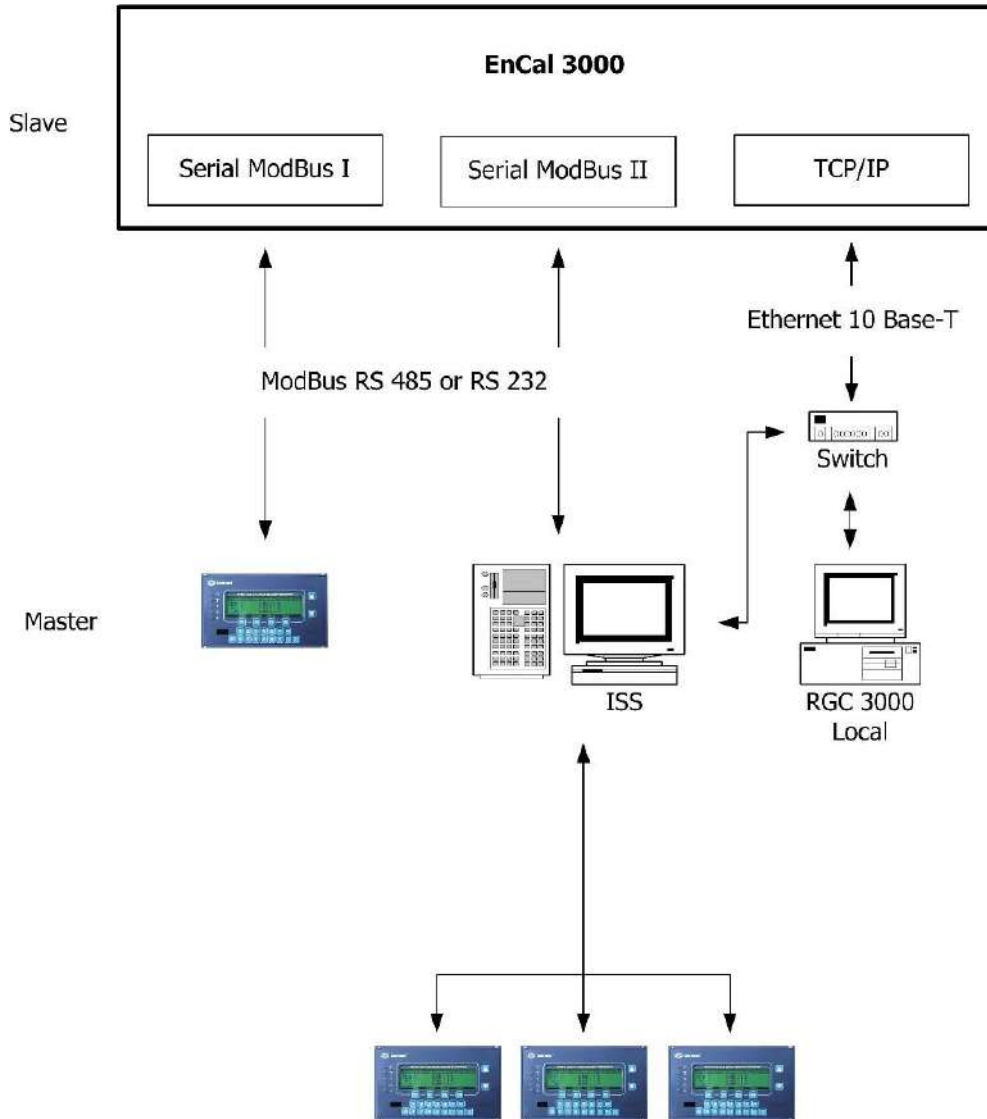 EnCal 3000
Slave
Serial ModBus I
Serial ModBus II
TCP/IP
Ethernet 10 Base-T
ModBus RS 485 or RS 232
Switch
Master
ISS
RGC 3000
Local